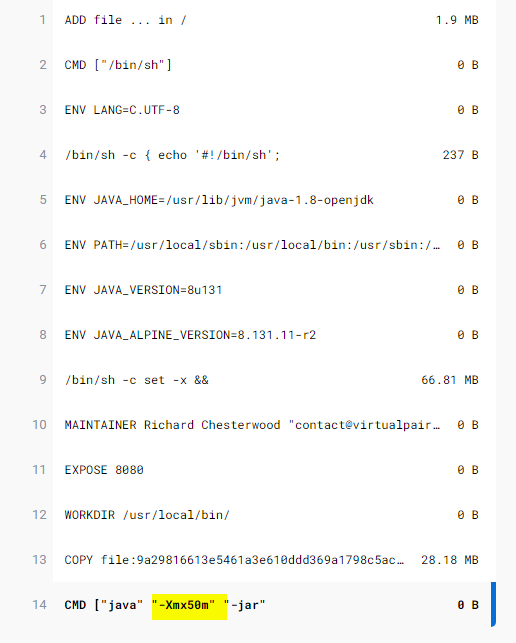 1 ADD file ... in / 1.9 MB
2 CMD ["/bin/sh"] 0 B
3 ENV LANG=C.UTF-8 0 B
4 /bin/sh -c { echo '#!/bin/sh'; 237 B
5 ENV JAVA_HOME=/usr/lib/jvm/java-1.8-openjdk 0 B
6 ENV PATH=/usr/local/sbin:/usr/local/bin:/usr/sbin:/… 0 B
7 ENV JAVA_VERSION=8u131 0 B
8 ENV JAVA_ALPINE_VERSION=8.131.11-r2 0 B
9 /bin/sh -c set -x && 66.81 MB
10 MAINTAINER Richard Chesterwood "contact@virtualpair… 0 B
11 EXPOSE 8080 0 B
12 WORKDIR /usr/local/bin/ 0 B
13 COPY file:9a29816613e5461a3e610ddd369a1798c5ac… 28.18 MB
14 CMD ["java" "-Xmx50m" "-jar" 0 B